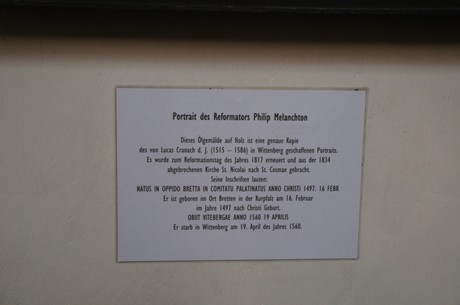 Portrait des Reformators Philip Melanchton
Dieses Ölgemälde auf Holz ist eine genaue Kopie
des von Lucas Cranach d. J. (1515 – 1586) in Wittenberg geschaffenen Portraits.
Es wurde zum Reformationstag des Jahres 1817 erneuert und aus der 1834
abgebrochenen Kirche St. Nicolai nach St. Cosmae gebracht.
Seine Inschriften lauten:
NATUS IN OPPIDO BRETTA IN COMITATU PALATINATUS ANNO CHRISTI 1497. 16 FEBR
Er ist geboren im Ort Bretten in der Kurpfalz am 16. Februar
im Jahre 1497 nach Christi Geburt.
OBIIT VITEBERGAE ANNO 1560 19 APRILIS
Er starb in Wittenberg am 19. April des Jahres 1560.